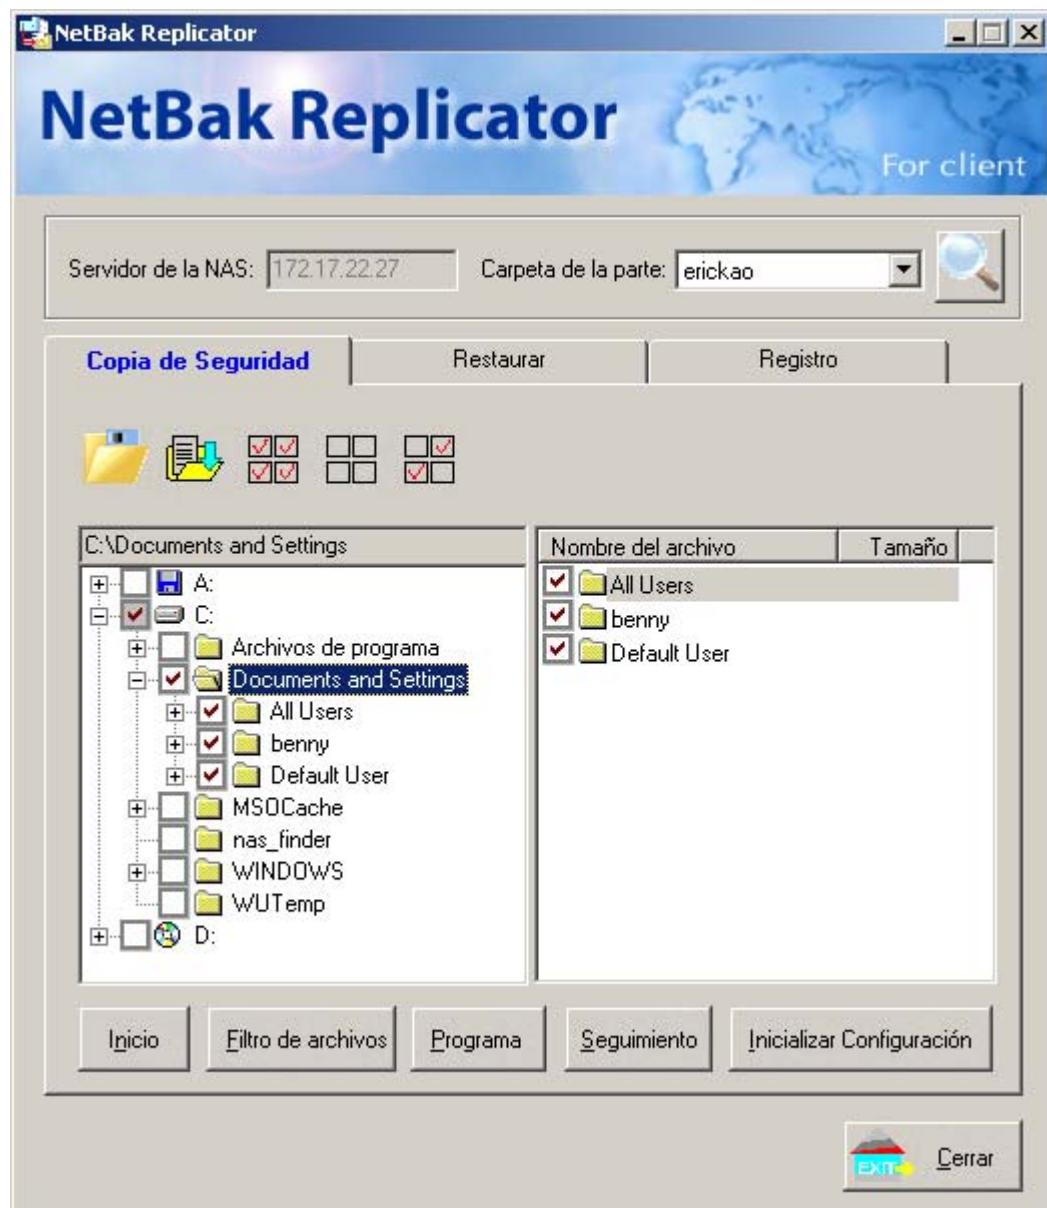 NetBak Replicator
NetBak Replicator
For client
Servidor de la NAS: 172.17.22.27 Carpeta de la parte: erickao
Copia de Seguridad Restaurar Registro
C:\Documents and Settings
Nombre del archivo Tamaño
A:
C:
Archivos de programa
Documents and Settings
All Users
benny
Default User
MSOCache
nas_finder
WINDOWS
WUTemp
D:
All Users
benny
Default User
Inicio Filtro de archivos Programa Seguimiento Inicializar Configuración
EXIT Cerrar